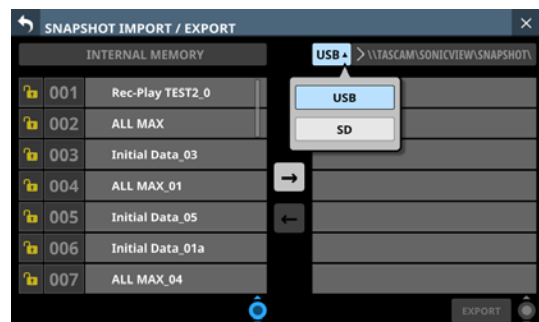 SNAPSHOT IMPORT / EXPORT
INTERNAL MEMORY
USB
>\\TASCAM\SONICVIEW\SNAPSHOT\
USB
SD
001 Rec-Play TEST2_0
002 ALL MAX
003 Initial Data_03
004 ALL MAX_01
005 Initial Data_05
006 Initial Data_01a
007 ALL MAX_04
EXPORT